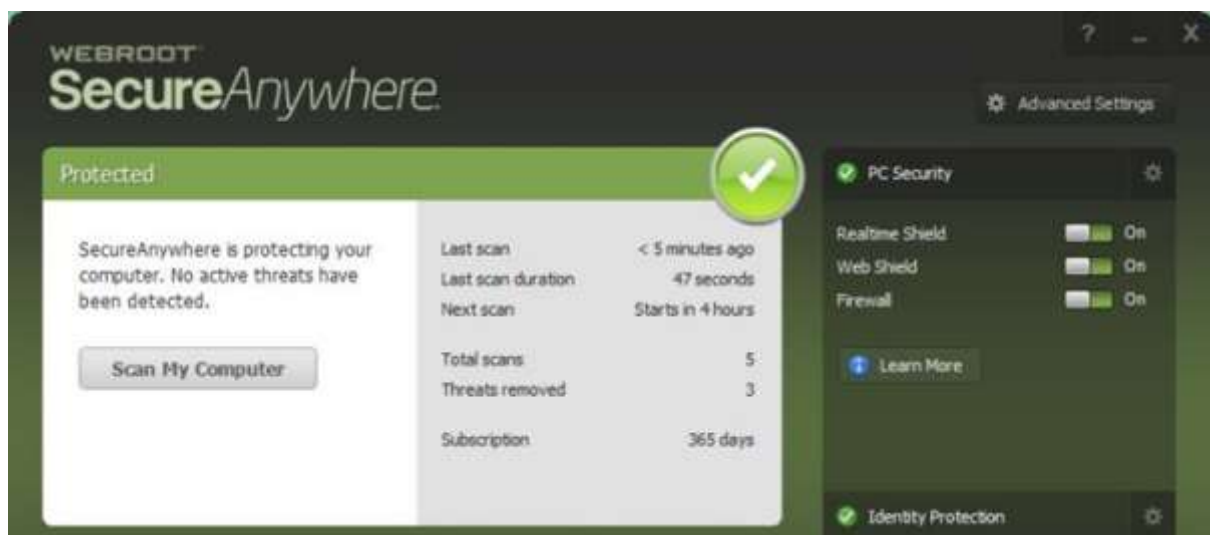 WEBROOT
SecureAnywhere.
? _ X
Advanced Settings
Protected
SecureAnywhere is protecting your
computer. No active threats have
been detected.
Scan My Computer
Last scan < 5 minutes ago
Last scan duration 47 seconds
Next scan Starts in 4 hours
Total scans 5
Threats removed 3
Subscription 365 days
PC Security
Realtime Shield On
Web Shield On
Firewall On
Learn More
Identity Protection